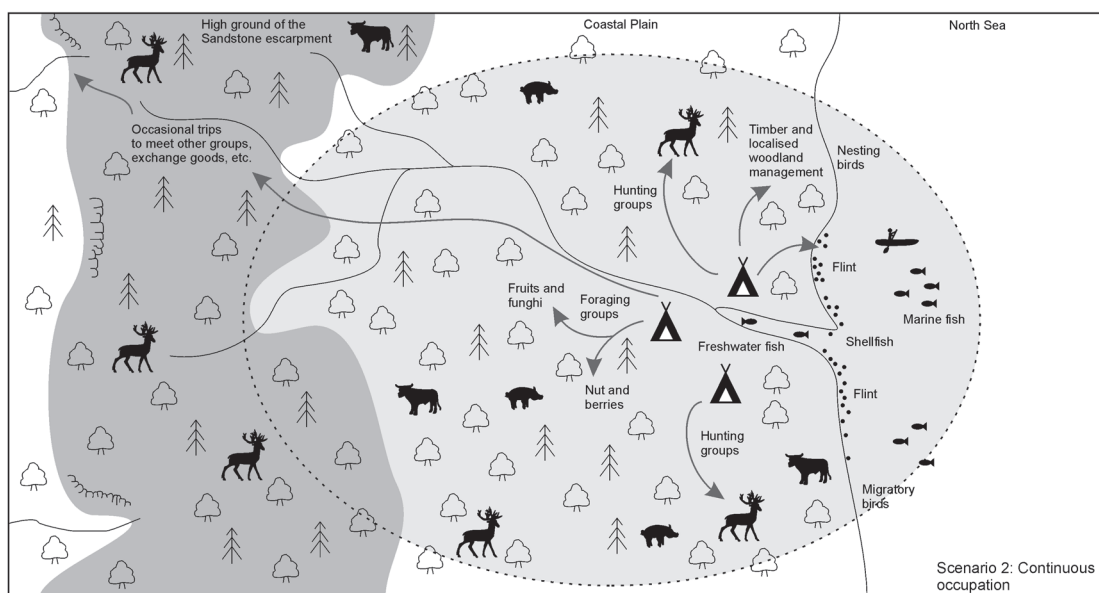 High ground of the
Sandstone escarpment
Coastal Plain
North Sea
Occasional trips
to meet other groups,
exchange goods, etc.
Timber and
localised
woodland
management
Nesting
birds
Hunting
groups
Flint
Fruits and
funghi
Foraging
groups
Marine fish
Freshwater fish
Shellfish
Nut and
berries
Flint
Hunting
groups
Migratory
birds
Scenario 2: Continuous
occupation